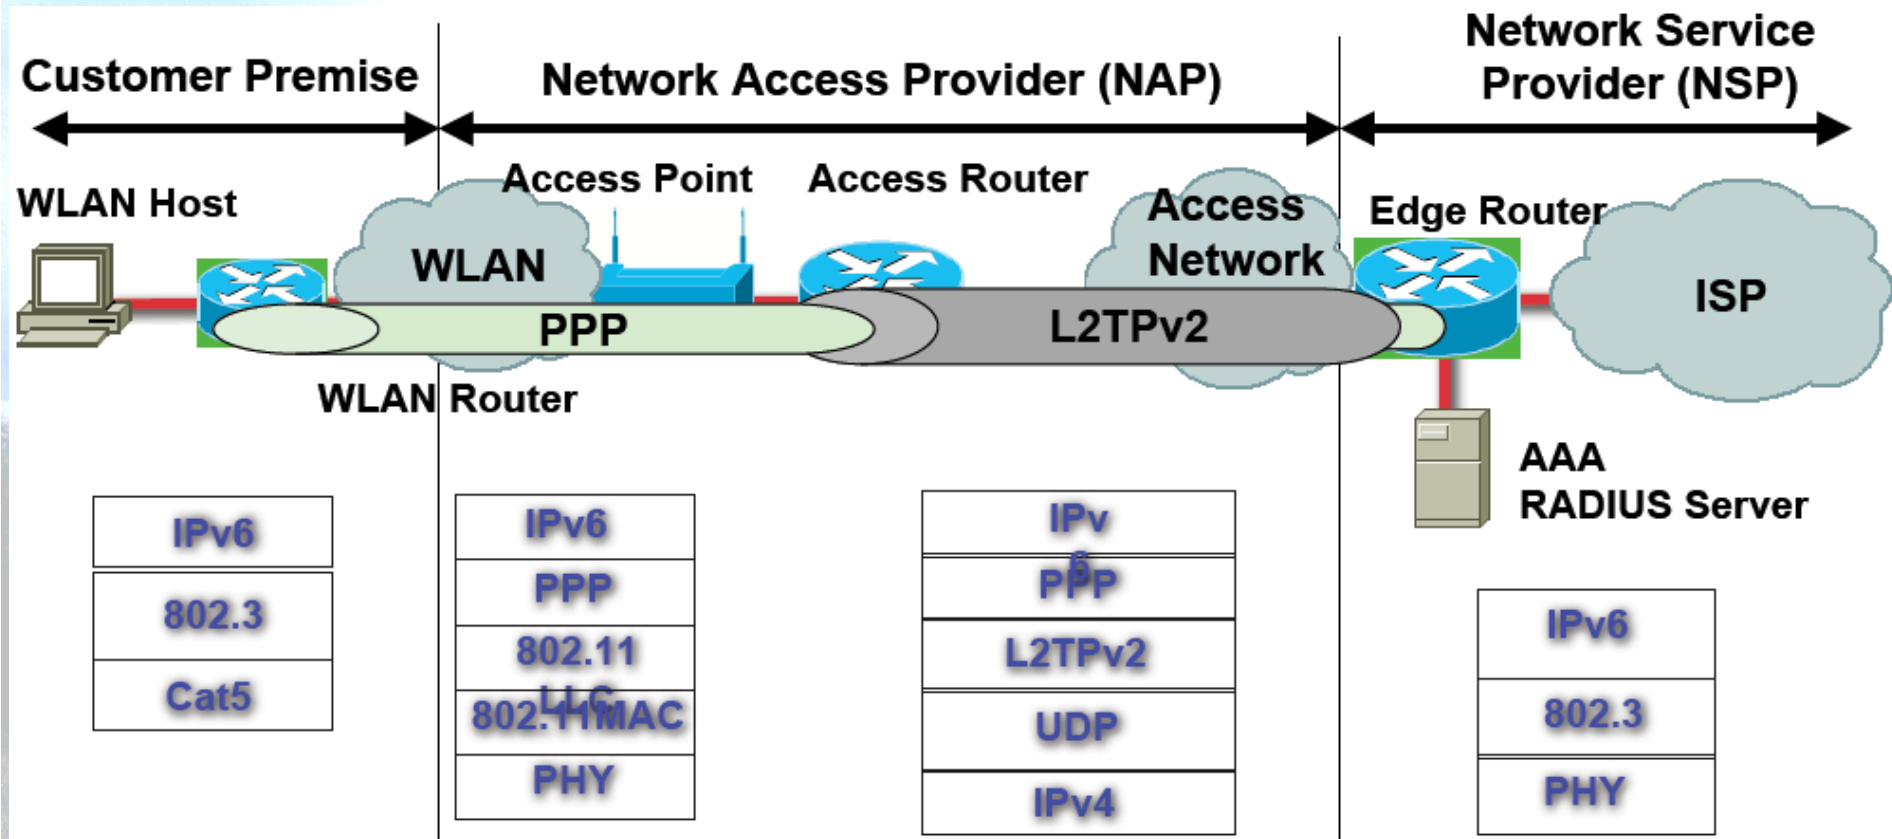 Customer Premise
Network Access Provider (NAP)
Network Service
Provider (NSP)
WLAN Host
Access Point
Access Router
Access
Network
Edge Router
WLAN
ISP
PPP
L2TPv2
WLAN Router
AAA
RADIUS Server
IPv6
802.3
Cat5
IPv6
PPP
802.11
LLC
802.11MAC
PHY
IPv
6
PPP
L2TPv2
UDP
IPv4
IPv6
802.3
PHY